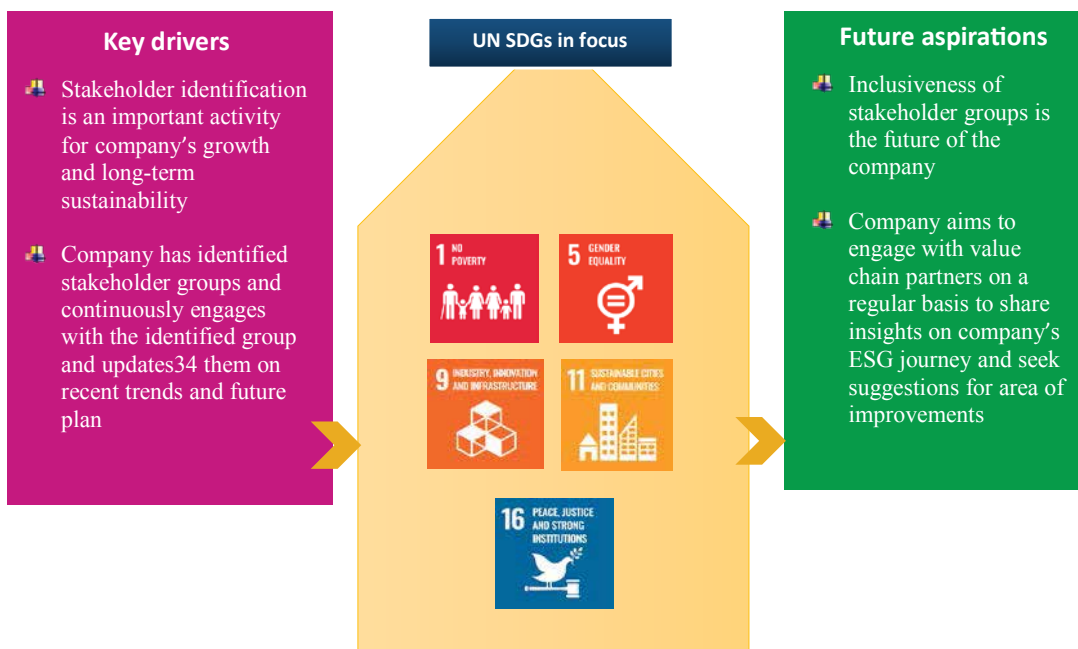 Key drivers
Stakeholder identification
is an important activity
for company’s growth
and long-term
sustainability
Company has identified
stakeholder groups and
continuously engages
with the identified group
and updates34 them on
recent trends and future
plan
UN SDGs in focus
1 NO
POVERTY
5 GENDER
EQUALITY
9 INDUSTRY, INNOVATION
AND INFRASTRUCTURE
11 SUSTAINABLE CITIES
AND COMMUNITIES
16 PEACE, JUSTICE
AND STRONG
INSTITUTIONS
Future aspirations
Inclusiveness of
stakeholder groups is
the future of the
company
Company aims to
engage with value
chain partners on a
regular basis to share
insights on company’s
ESG journey and seek
suggestions for area of
improvements